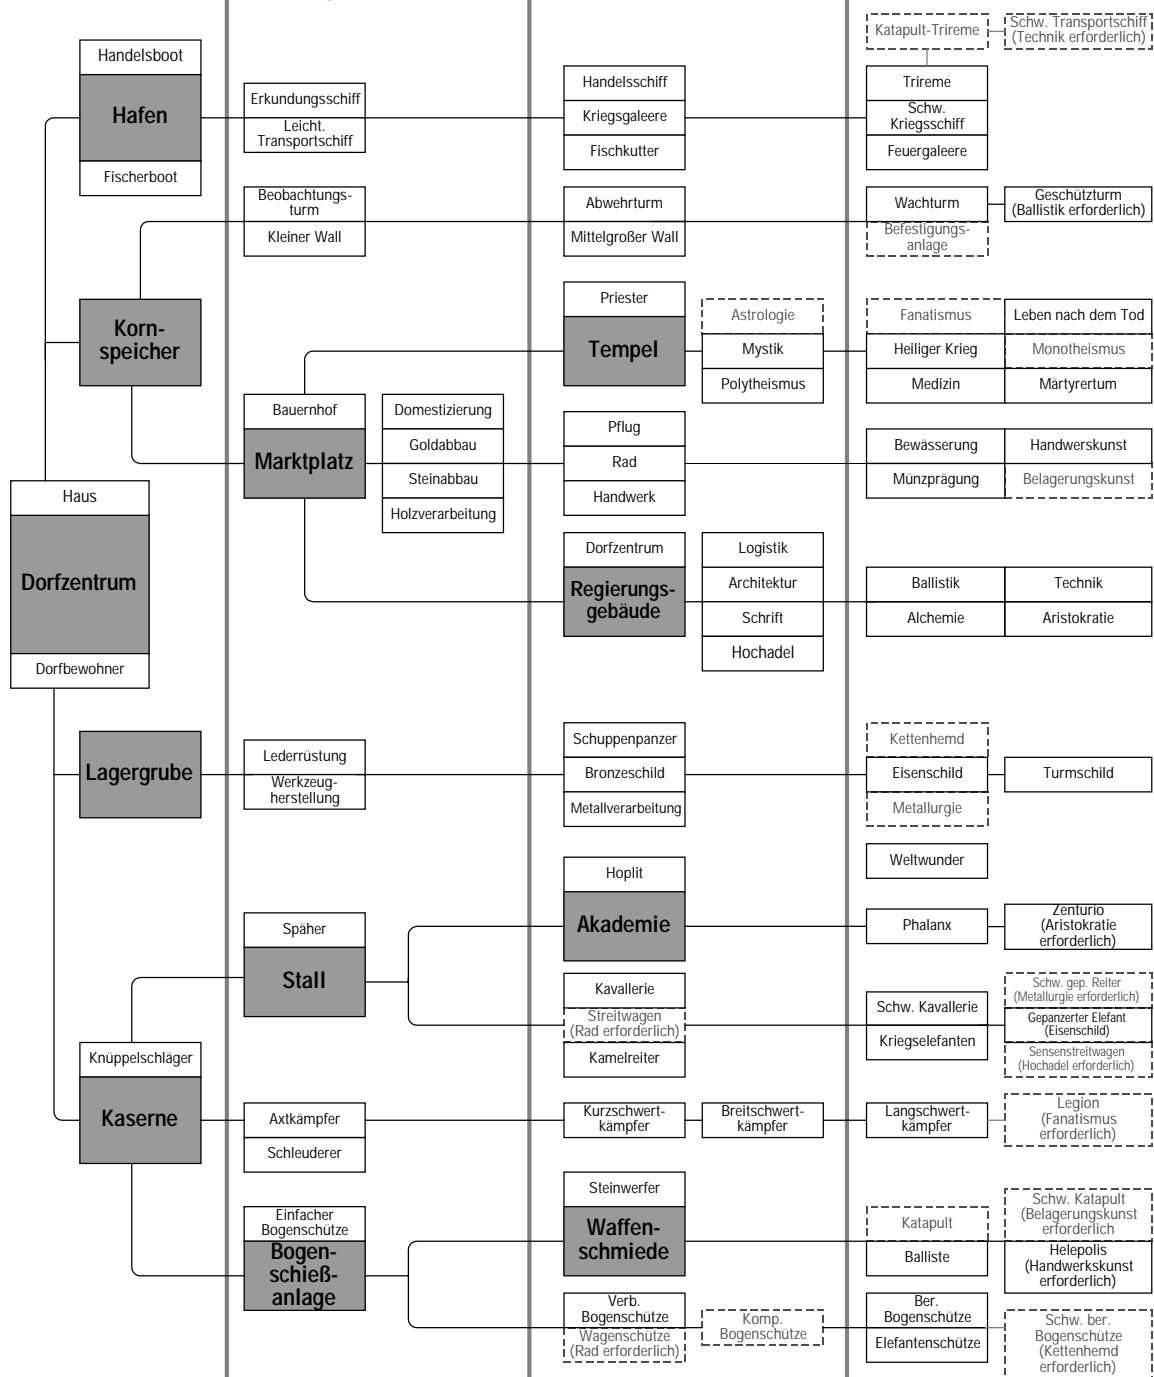 Katapult-Trireme
Schw. Transportschiff
(Technik erforderlich)
Handelsboot
Hafen
Fischerboot
Erkundungsschiff
Leicht.
Transportschiff
Handelsschiff
Kriegsgaleere
Fischkutter
Trireme
Schw.
Kriegsschiff
Feuergaleere
Beobachtungs-
turm
Kleiner Wall
Abwehrturm
Mittelgroßer Wall
Wachturm
Befestigungs-
anlage
Geschützturm
(Ballistik erforderlich)
Korn-
speicher
Priester
Tempel
Astrologie
Mystik
Polytheismus
Fanatismus
Heiliger Krieg
Medizin
Leben nach dem Tod
Monotheismus
Märtyrertum
Bauernhof
Marktplatz
Domestizierung
Goldabbau
Steinabbau
Holzverarbeitung
Pflug
Rad
Handwerk
Bewässerung
Münzprägung
Handwerskunst
Belagerungskunst
Haus
Dorfzentrum
Dorfbewohner
Dorfzentrum
Regierungs-
gebäude
Logistik
Architektur
Schrift
Hochadel
Ballistik
Alchemie
Technik
Aristokratie
Lagergrube
Lederrüstung
Werkzeug-
herstellung
Schuppenpanzer
Bronzeschild
Metallverarbeitung
Kettenhemd
Eisenschild
Metallurgie
Turmschild
Weltwunder
Hoplit
Akademie
Phalanx
Zenturio
(Aristokratie
erforderlich)
Späher
Stall
Kavallerie
Streitwagen
(Rad erforderlich)
Kamelreiter
Schw. Kavallerie
Kriegselefanten
Schw. gep. Reiter
(Metallurgie erforderlich)
Gepanzerter Elefant
(Eisenschild)
Sensenstreitwagen
(Hochadel erforderlich)
Knüppelschläger
Kaserne
Axtkämpfer
Schleuderer
Kurzschwert-
kämpfer
Breitschwert-
kämpfer
Langschwert-
kämpfer
Legion
(Fanatismus
erforderlich)
Einfacher
Bogenschütze
Bogen-
schieß-
anlage
Steinwerfer
Waffen-
schmiede
Katapult
Balliste
Schw. Katapult
(Belagerungskunst
erforderlich
Helepolis
(Handwerkskunst
erforderlich)
Verb.
Bogenschütze
Wagenschütze
(Rad erforderlich)
Komp.
Bogenschütze
Ber.
Bogenschütze
Elefantenschütze
Schw. ber.
Bogenschütze
(Kettenhemd
erforderlich)